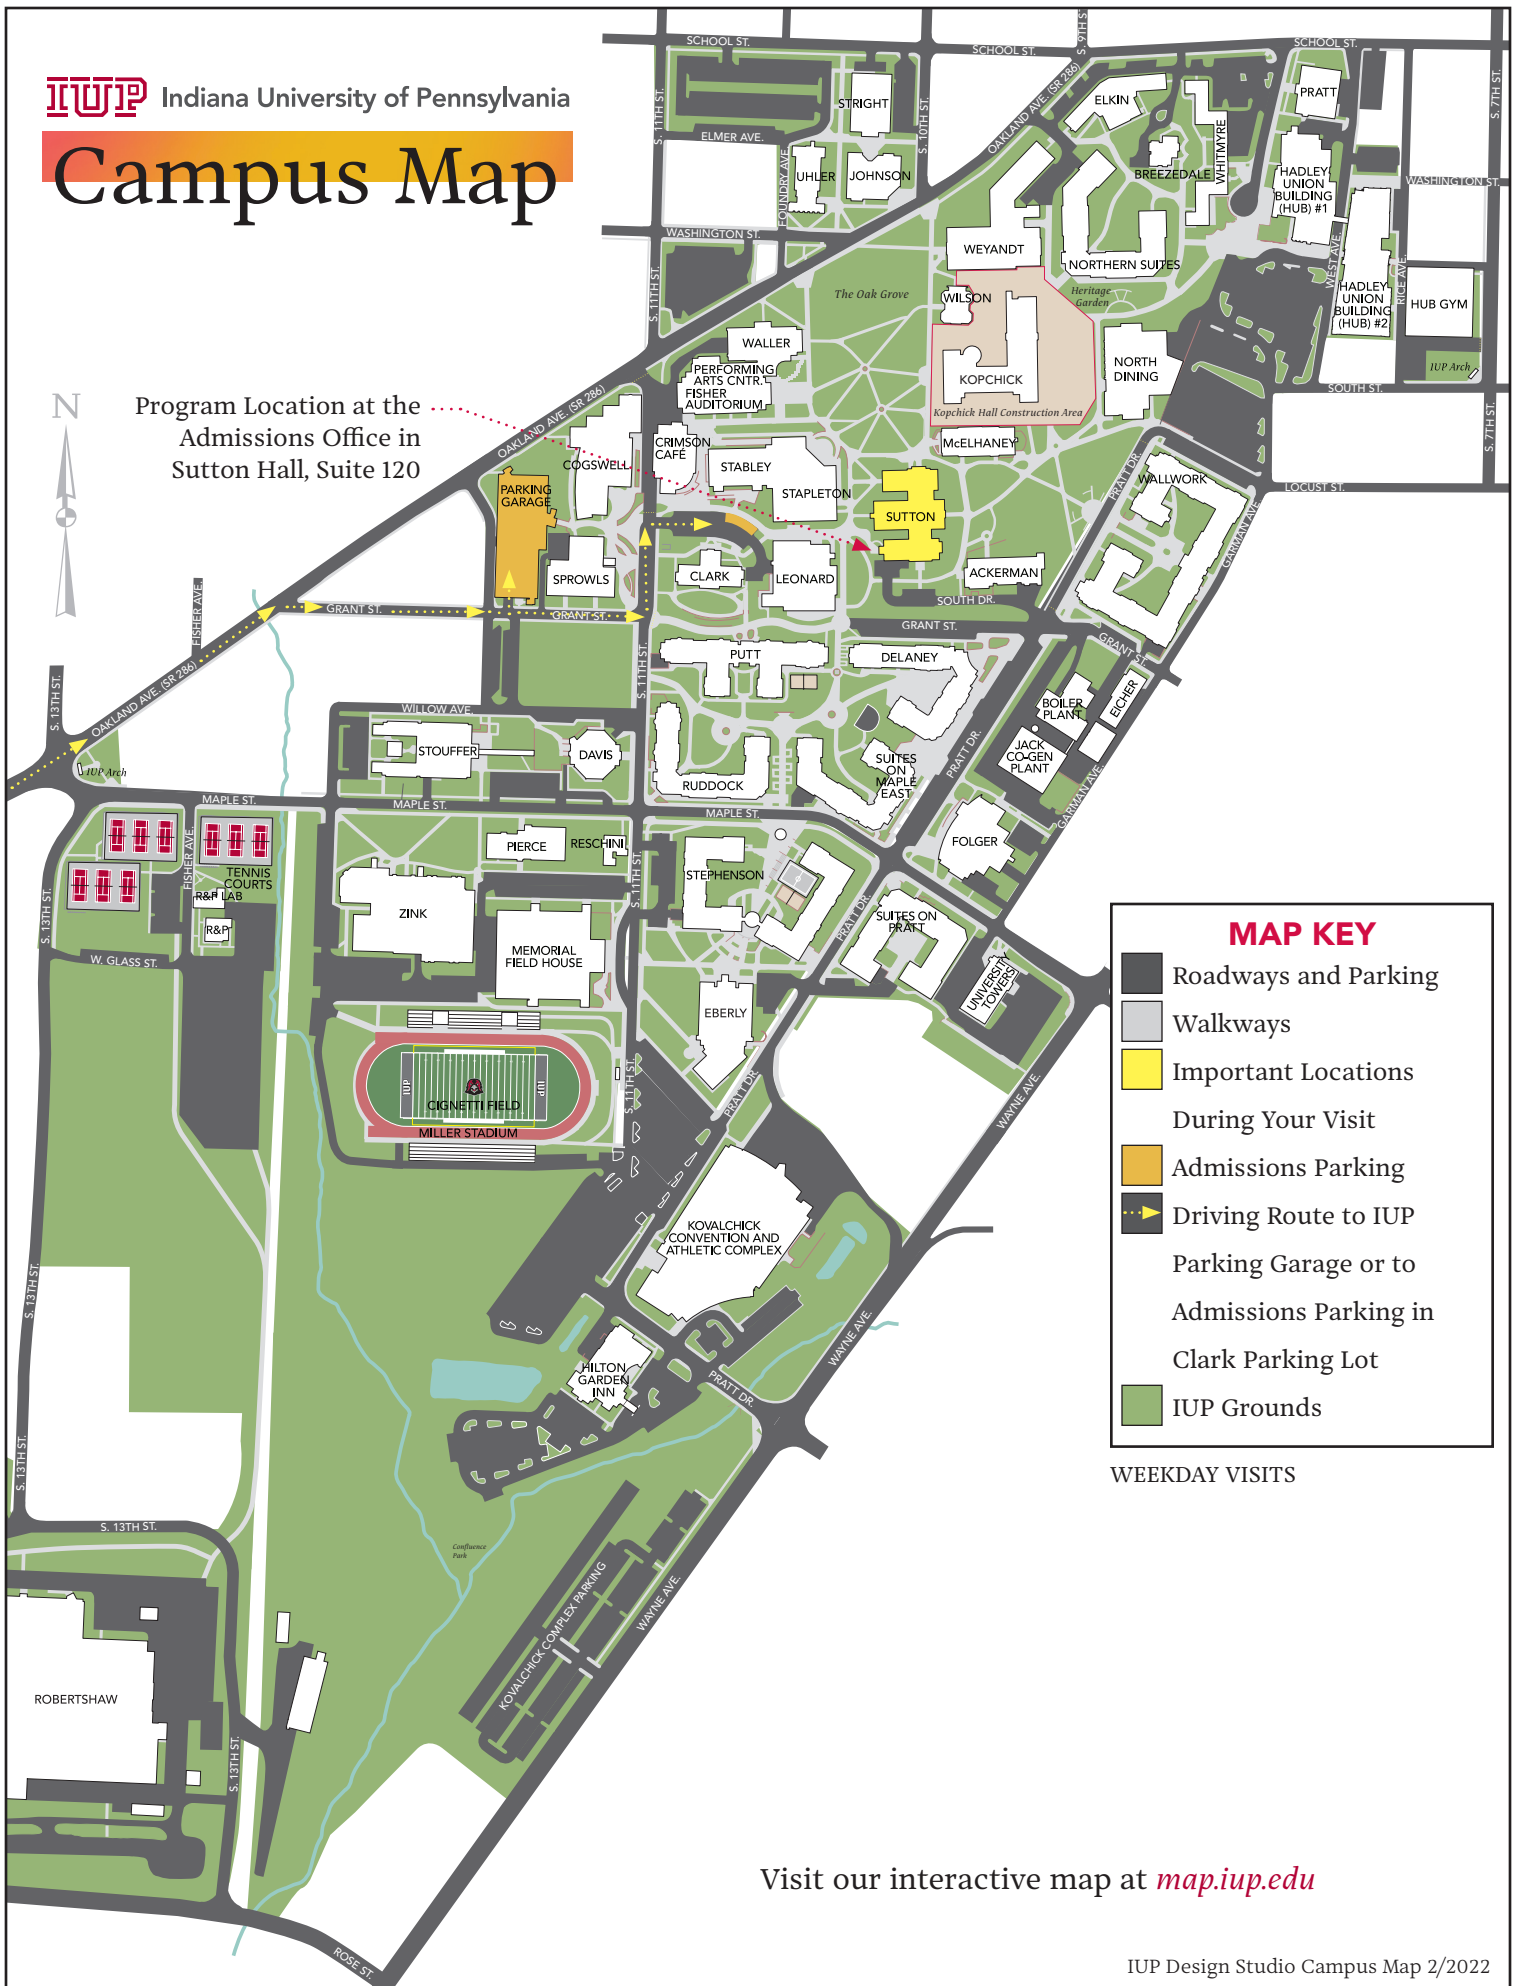 IUP Indiana University of Pennsylvania
Campus Map
Program Location at the
Admissions Office in
Sutton Hall, Suite 120
N
SCHOOL ST.
SCHOOL ST.
SCHOOL ST.
S. 9TH S
S. 7TH ST.
S. 11TH ST.
S. 10TH ST.
OAKLAND AVE. (SR 286)
ELMER AVE.
FOUNDRY AVE.
STRIGHT
UHLER
JOHNSON
ELKIN
BREEZEDALE
WHITMYRE
PRATT
HADLEY
UNION
BUILDING
(HUB) #1
WASHINGTON ST.
WASHINGTON ST.
WEYANDT
NORTHERN SUITES
WEST AVE.
RICE AVE.
HADLEY
UNION
BUILDING
(HUB) #2
HUB GYM
IUP Arch
SOUTH ST.
S. 7TH ST.
S. 11TH ST.
The Oak Grove
WILSON
Heritage
Garden
KOPCHICK
Kopchick Hall Construction Area
NORTH
DINING
WALLER
PERFORMING
ARTS CNTR.
FISHER
AUDITORIUM
OAKLAND AVE. (SR 286)
CRIMSON
CAFÉ
COGSWELL
STABLEY
STAPLETON
McELHANEY
PARKING
GARAGE
SUTTON
PRATT DR.
WALLWORK
LOCUST ST.
GARMAN AVE.
SPROWLS
CLARK
LEONARD
ACKERMAN
SOUTH DR.
FISHER AVE.
GRANT ST.
GRANT ST.
GRANT ST.
GRANT ST.
S. 13TH ST.
OAKLAND AVE. (SR 286)
S. 11TH ST.
PUTT
DELANEY
BOILER
PLANT
EICHER
WILLOW AVE.
STOUFFER
DAVIS
RUDDOCK
SUITES
ON
MAPLE
EAST
PRATT DR.
JACK
CO-GEN
PLANT
GARMAN AVE.
IUP Arch
MAPLE ST.
MAPLE ST.
MAPLE ST.
FISHER AVE.
TENNIS
COURTS
R&P LAB
R&P
PIERCE
RESCHINI
S. 11TH ST.
STEPHENSON
FOLGER
ZINK
MEMORIAL
FIELD HOUSE
PRATT DR.
SUITES ON
PRATT
UNIVERSITY
TOWERS
S. 13TH ST.
W. GLASS ST.
EBERLY
IUP
IUP
CIGNETTI FIELD
MILLER STADIUM
S. 11TH ST.
PRATT DR.
WAYNE AVE.
KOVALCHICK
CONVENTION AND
ATHLETIC COMPLEX
S. 13TH ST.
HILTON
GARDEN
INN
PRATT DR.
WAYNE AVE.
S. 13TH ST.
S. 13TH ST.
Confluence
Park
KOVALCHICK COMPLEX PARKING
WAYNE AVE.
ROBERTSHAW
S. 13TH ST.
ROSE ST.
MAP KEY
Roadways and Parking
Walkways
Important Locations
During Your Visit
Admissions Parking
Driving Route to IUP
Parking Garage or to
Admissions Parking in
Clark Parking Lot
IUP Grounds
WEEKDAY VISITS
Visit our interactive map at map.iup.edu
IUP Design Studio Campus Map 2/2022